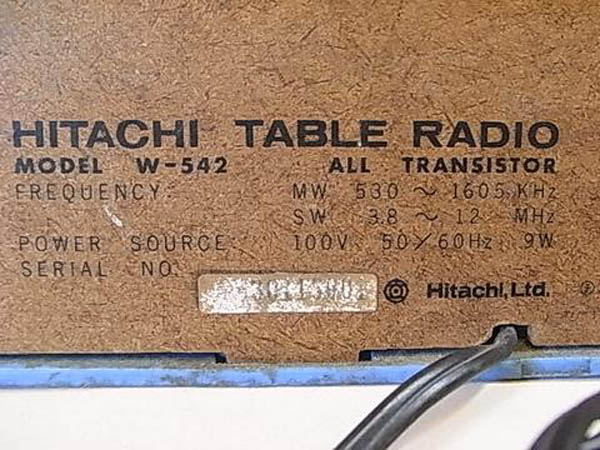 HITACHI TABLE RADIO
MODEL W-542 ALL TRANSISTOR
FREQUENCY: MW 530 ~ 1605 KHz
SW 3.8 ~ 12 MHz
POWER SOURCE: 100V 50/60Hz 9W
SERIAL NO.
Hitachi, Ltd.